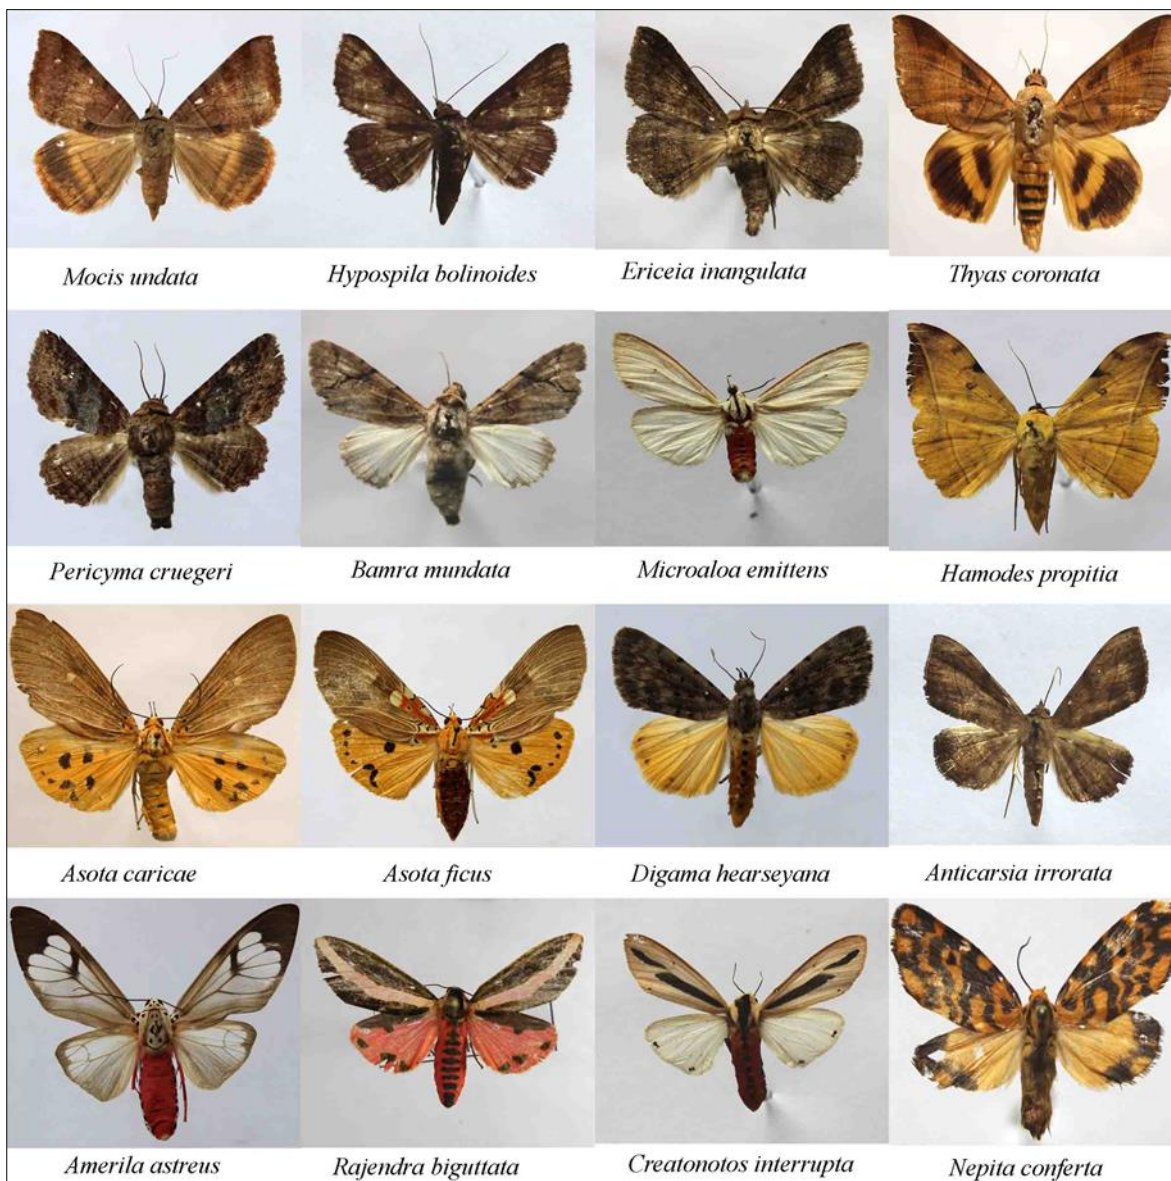 Mocis undata
Hypospila bolinoides
Ericeia inangulata
Thyas coronata
Pericyma cruegeri
Bamra mundata
Microaloa emittens
Hamodes propitia
Asota caricae
Asota ficus
Digama hearseyana
Anticarsia irrorata
Amerila astreus
Rajendra biguttata
Creatonotos interrupta
Nepita conferta